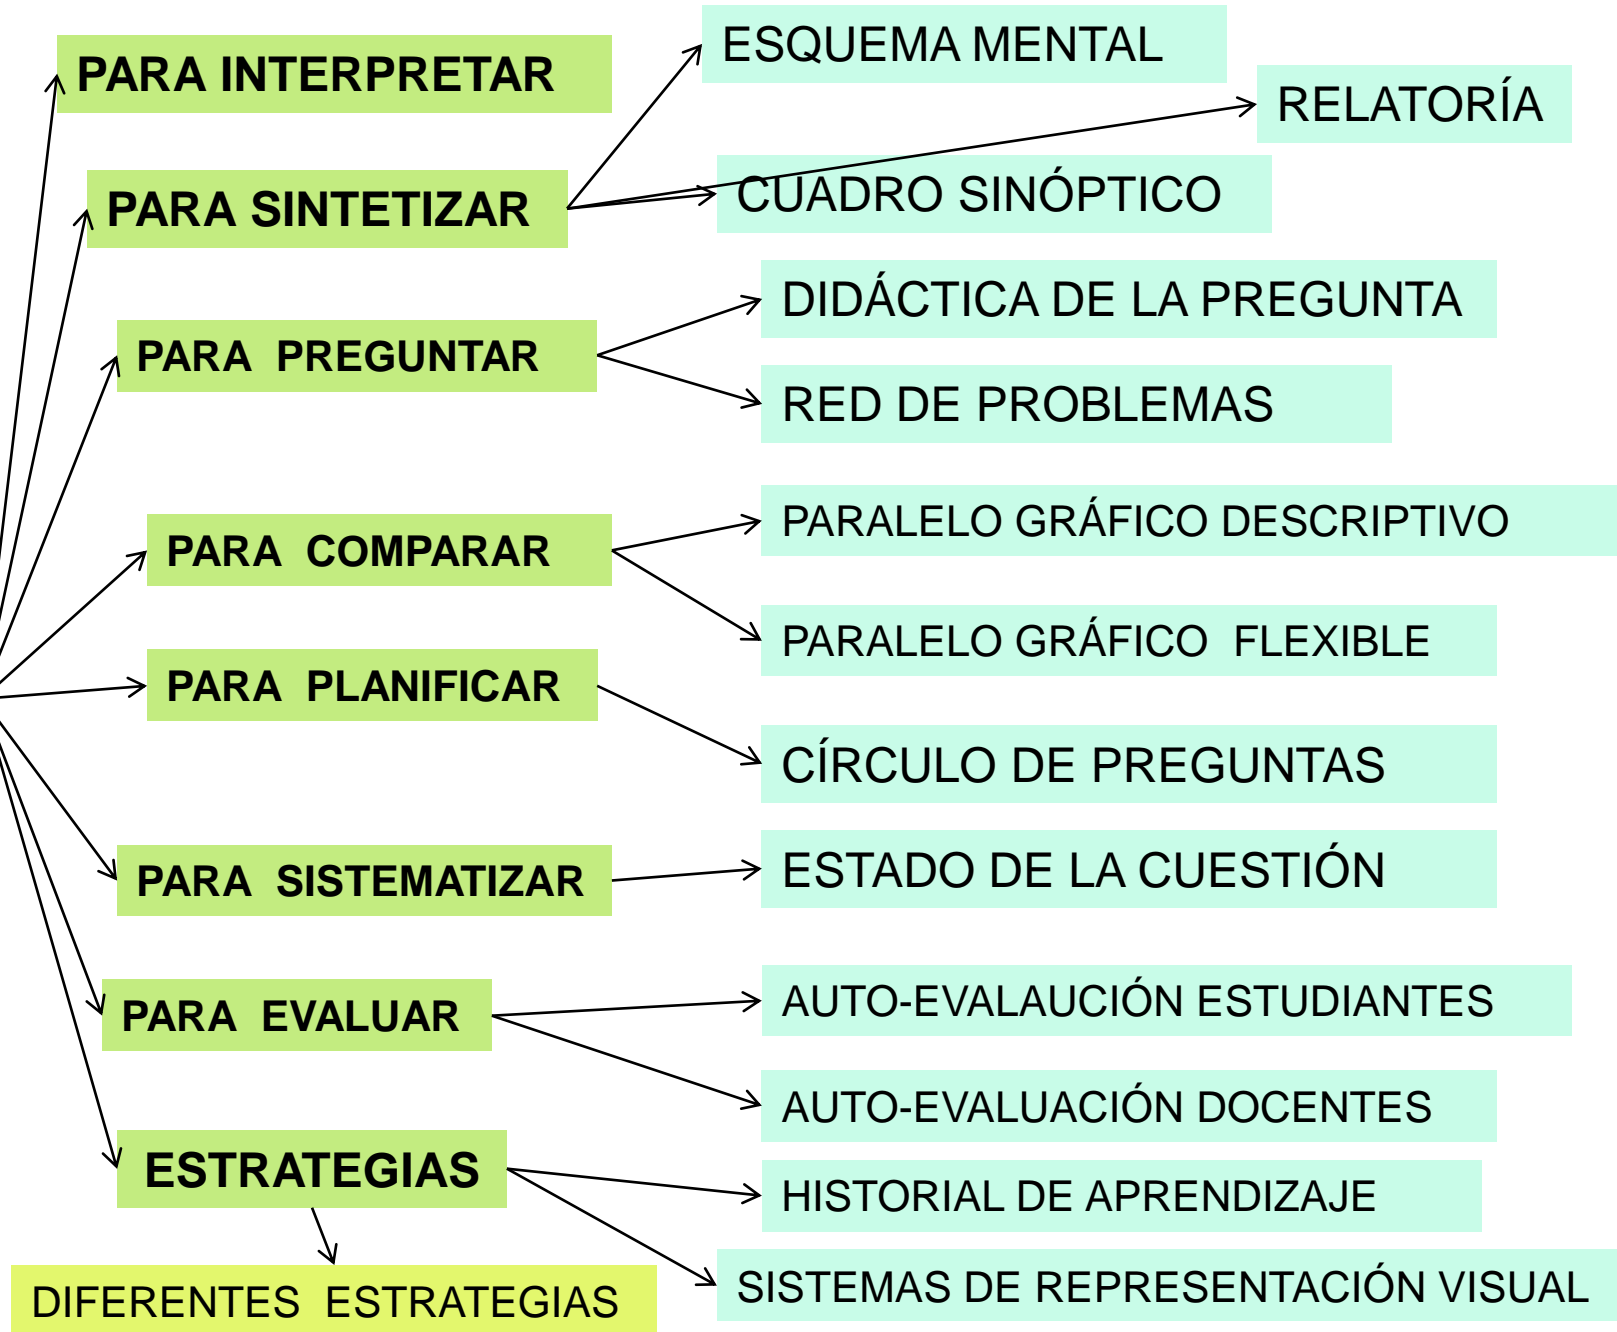 PARA INTERPRETAR
ESQUEMA MENTAL
RELATORÍA
PARA SINTETIZAR
CUADRO SINÓPTICO
PARA PREGUNTAR
DIDÁCTICA DE LA PREGUNTA
RED DE PROBLEMAS
PARA COMPARAR
PARALELO GRÁFICO DESCRIPTIVO
PARALELO GRÁFICO FLEXIBLE
PARA PLANIFICAR
CÍRCULO DE PREGUNTAS
PARA SISTEMATIZAR
ESTADO DE LA CUESTIÓN
PARA EVALUAR
AUTO-EVALAUCIÓN ESTUDIANTES
AUTO-EVALUACIÓN DOCENTES
ESTRATEGIAS
HISTORIAL DE APRENDIZAJE
SISTEMAS DE REPRESENTACIÓN VISUAL
DIFERENTES ESTRATEGIAS